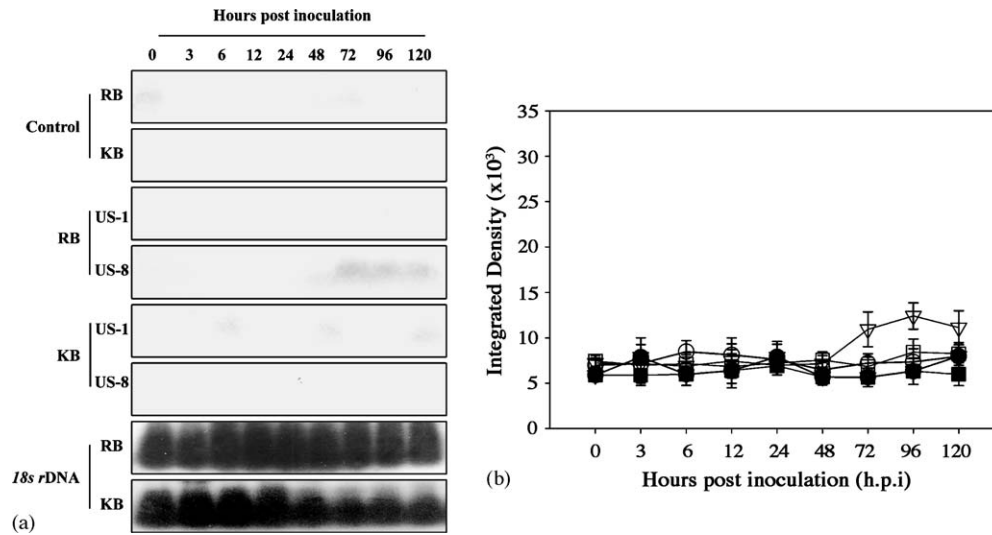 Hours post inoculation
0 3 6 12 24 48 72 96 120
Control
RB
KB
RB
US-1
US-8
KB
US-1
US-8
18s rDNA
RB
KB
(a)
Integrated Density (x10³)
35
30
25
20
15
10
5
0
0 3 6 12 24 48 72 96 120
Hours post inoculation (h.p.i)
(b)